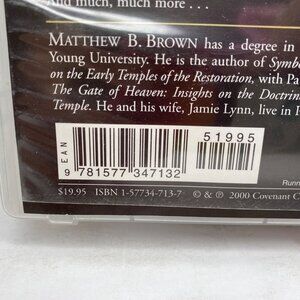 And much, much more . . .
MATTHEW B. BROWN has a degree in
Young University. He is the author of Symb
on the Early Temples of the Restoration, with Pa
The Gate of Heaven: Insights on the Doctrin
Temple. He and his wife, Jamie Lynn, live in
51995
EAN
9 781577 347132
$19.95 ISBN 1-57734-713-7 © & ℗ 2000 Covenant C
Runn